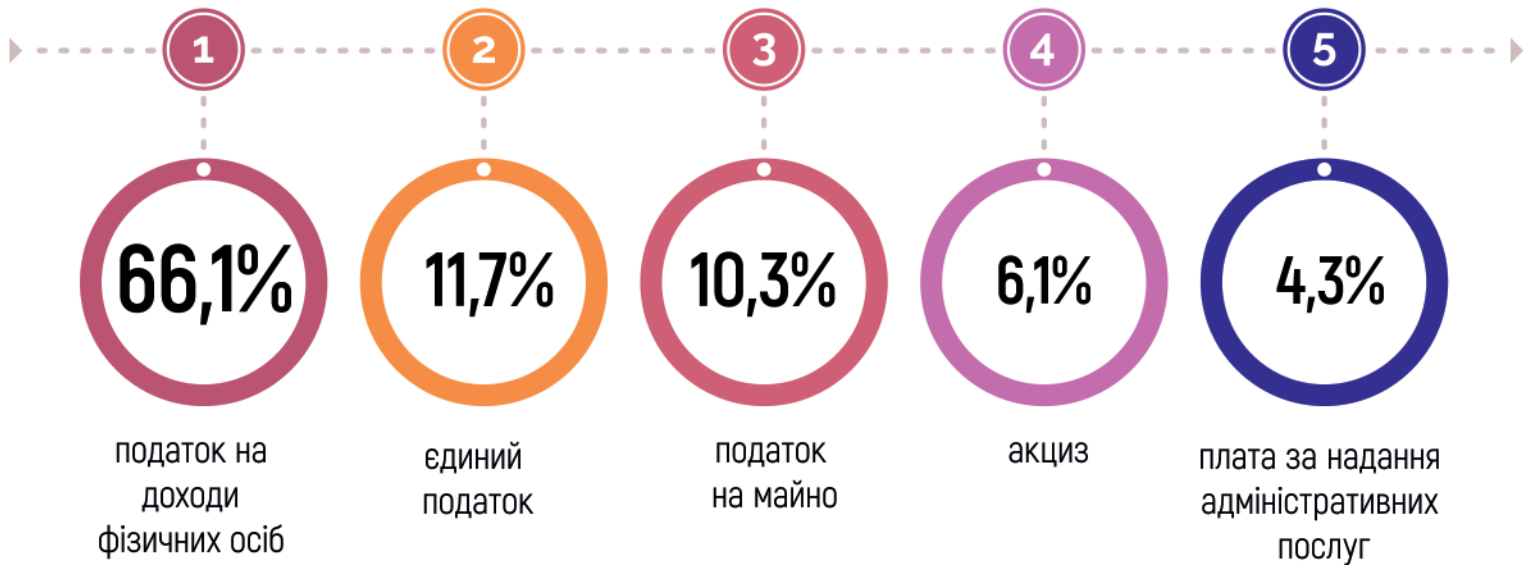 1
2
3
4
5
66,1%
11,7%
10,3%
6,1%
4,3%
податок на
доходи
фізичних осіб
єдиний
податок
податок
на майно
акциз
плата за надання
адміністративних
послуг